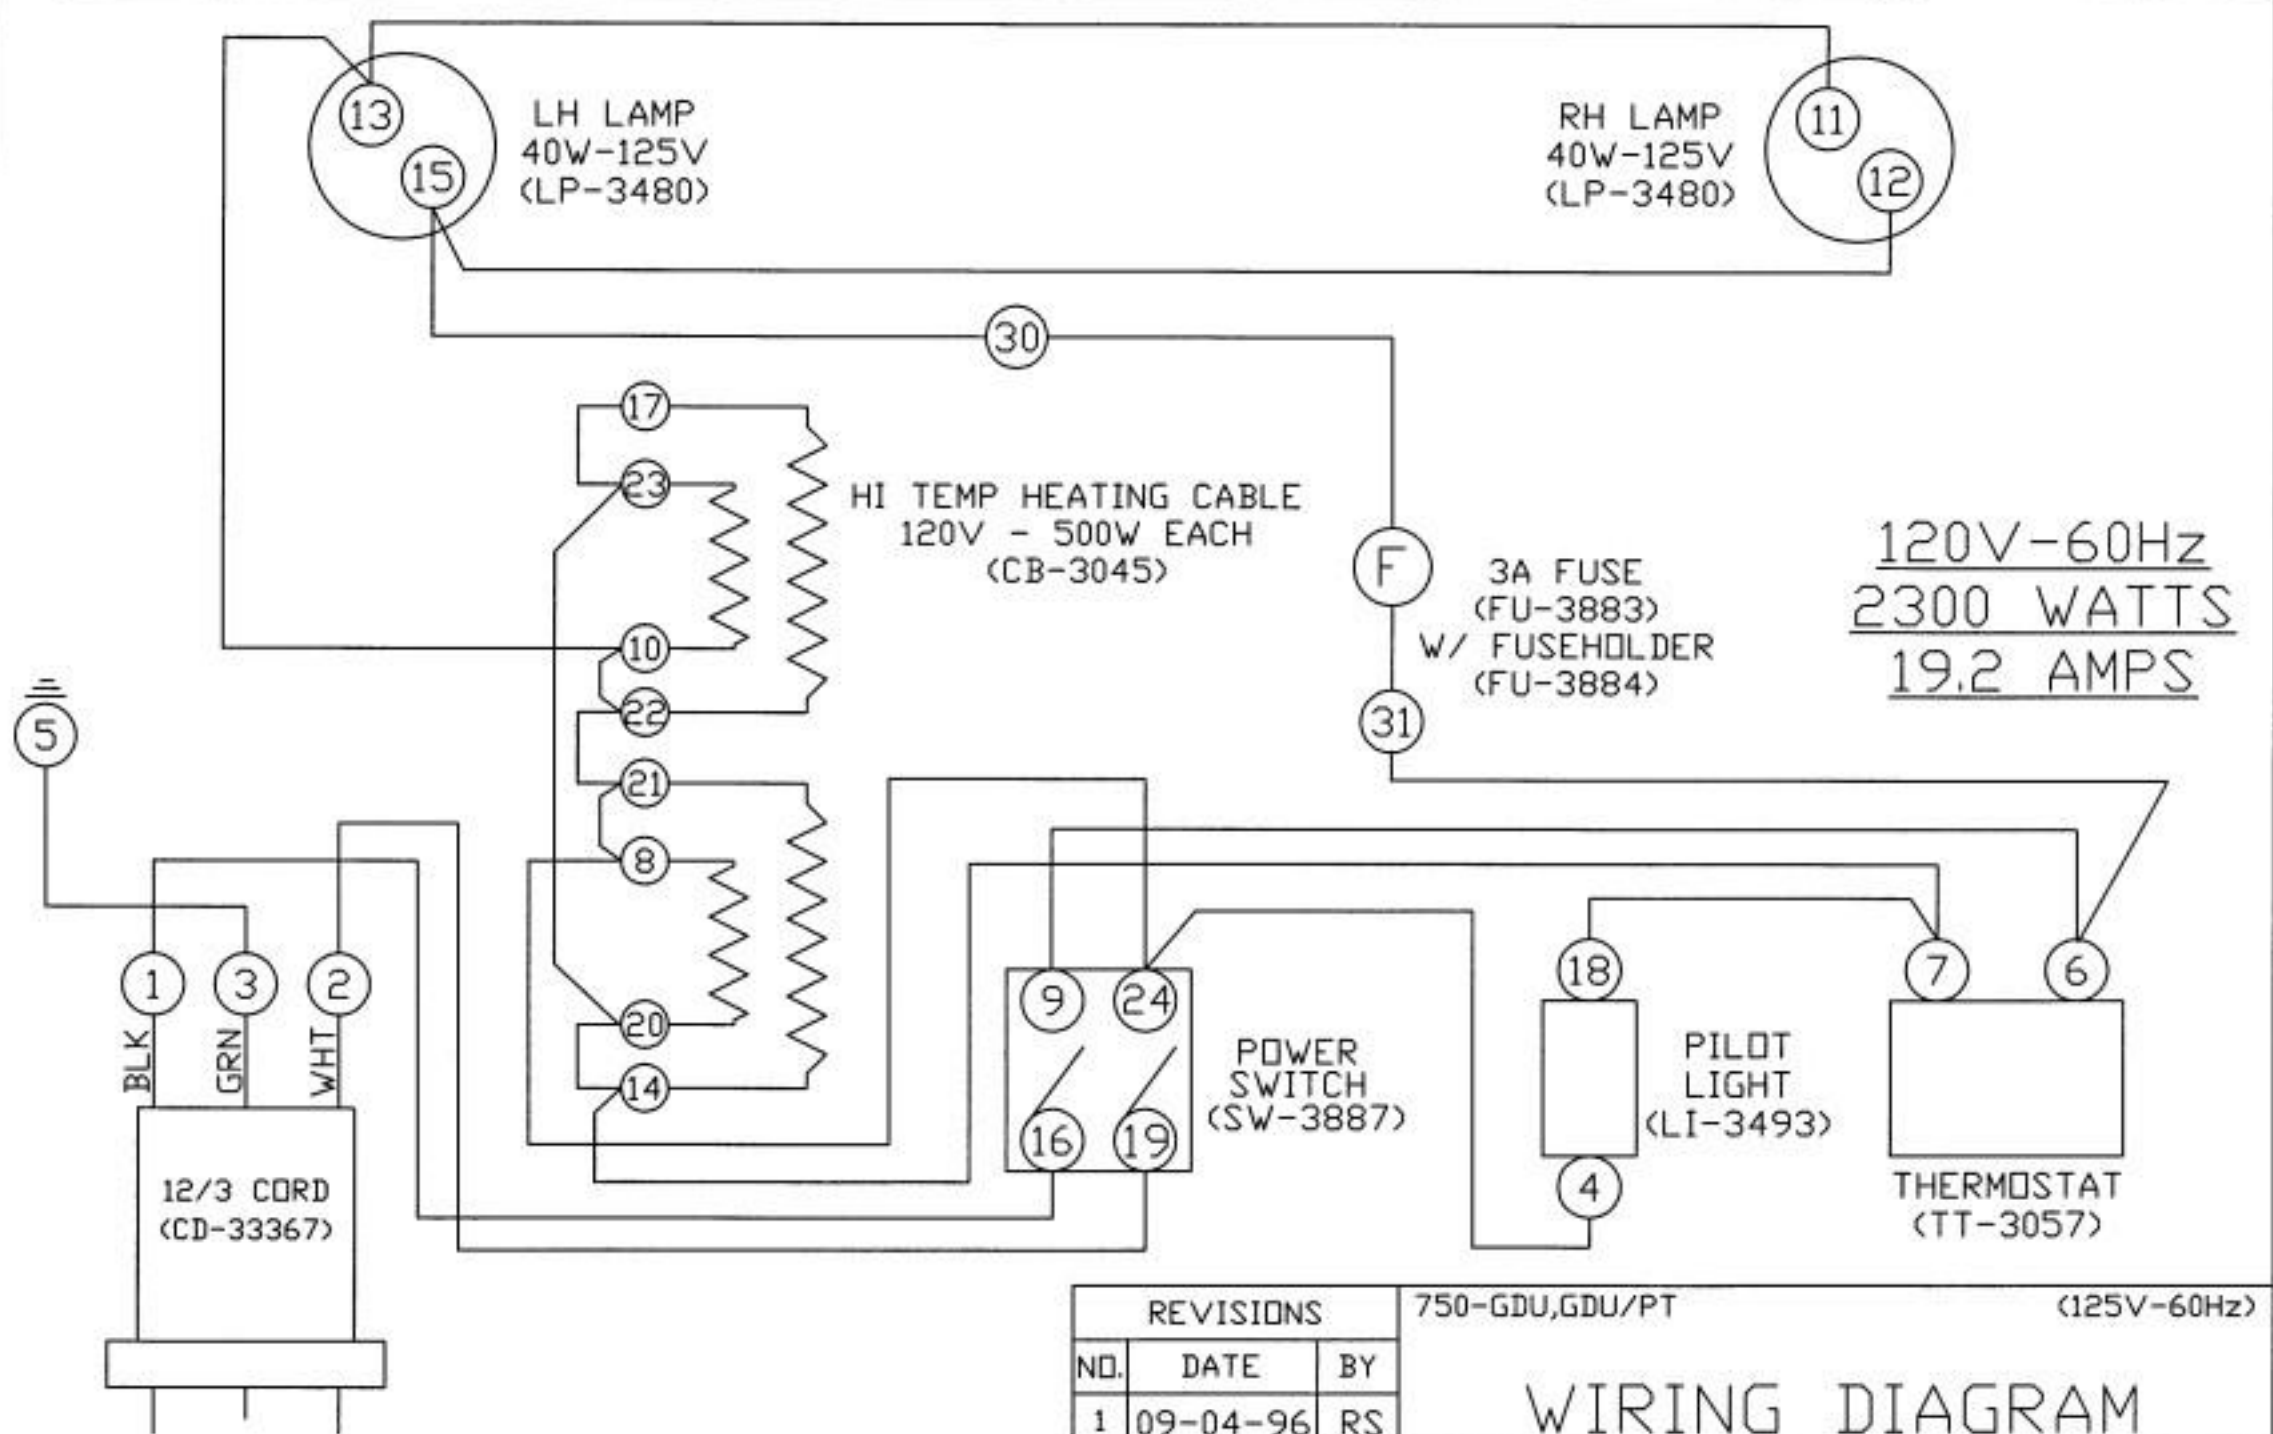 13
15
LH LAMP
40W-125V
(LP-3480)
RH LAMP
40W-125V
(LP-3480)
11
12
30
17
23
HI TEMP HEATING CABLE
120V - 500W EACH
(CB-3045)
10
22
F
3A FUSE
(FU-3883)
W/ FUSEHOLDER
(FU-3884)
31
120V-60Hz
2300 WATTS
19.2 AMPS
5
21
8
20
14
1
3
2
BLK
GRN
WHT
12/3 CORD
(CD-33367)
9
24
16
19
POWER
SWITCH
(SW-3887)
18
4
PILOT
LIGHT
(LI-3493)
7
6
THERMOSTAT
(TT-3057)
REVISIONS
NO. DATE BY
1 09-04-96 RS
750-GDU,GDU/PT (125V-60Hz)
WIRING DIAGRAM